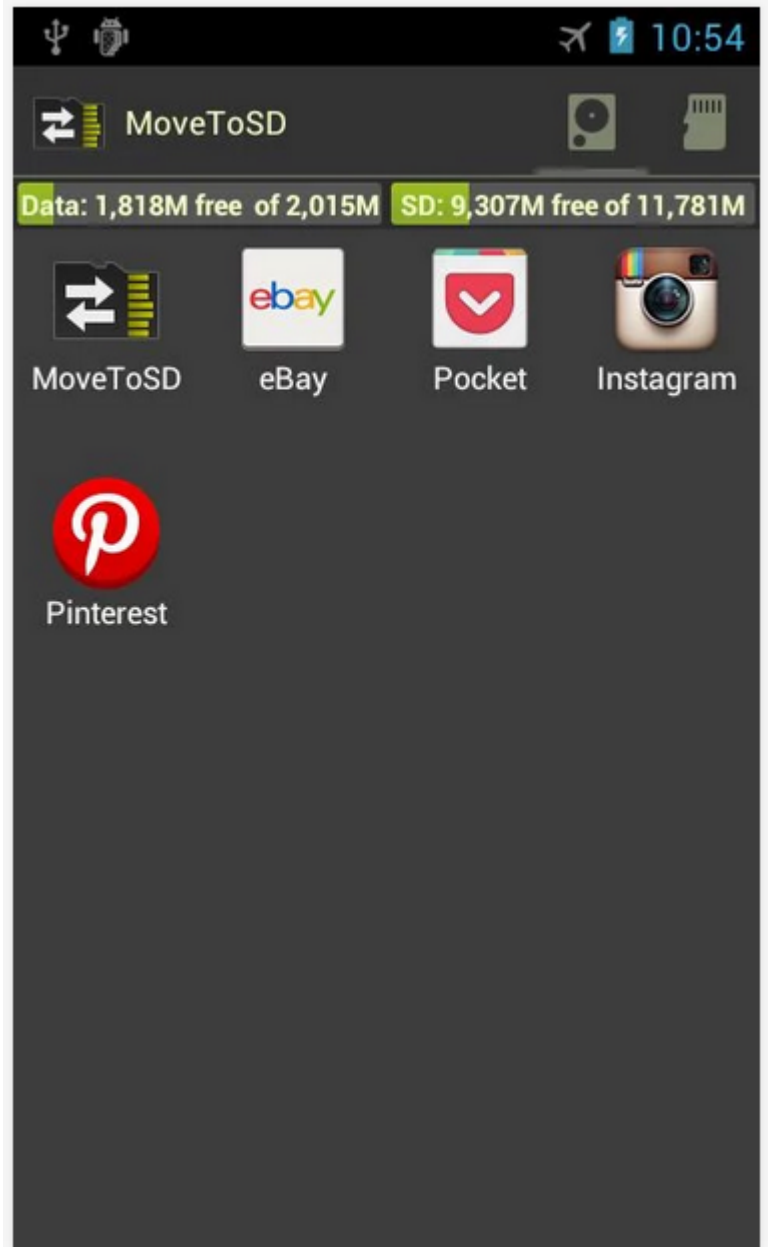 10:54
MoveToSD
Data: 1,818M free of 2,015M SD: 9,307M free of 11,781M
ebay
MoveToSD eBay Pocket Instagram
Pinterest